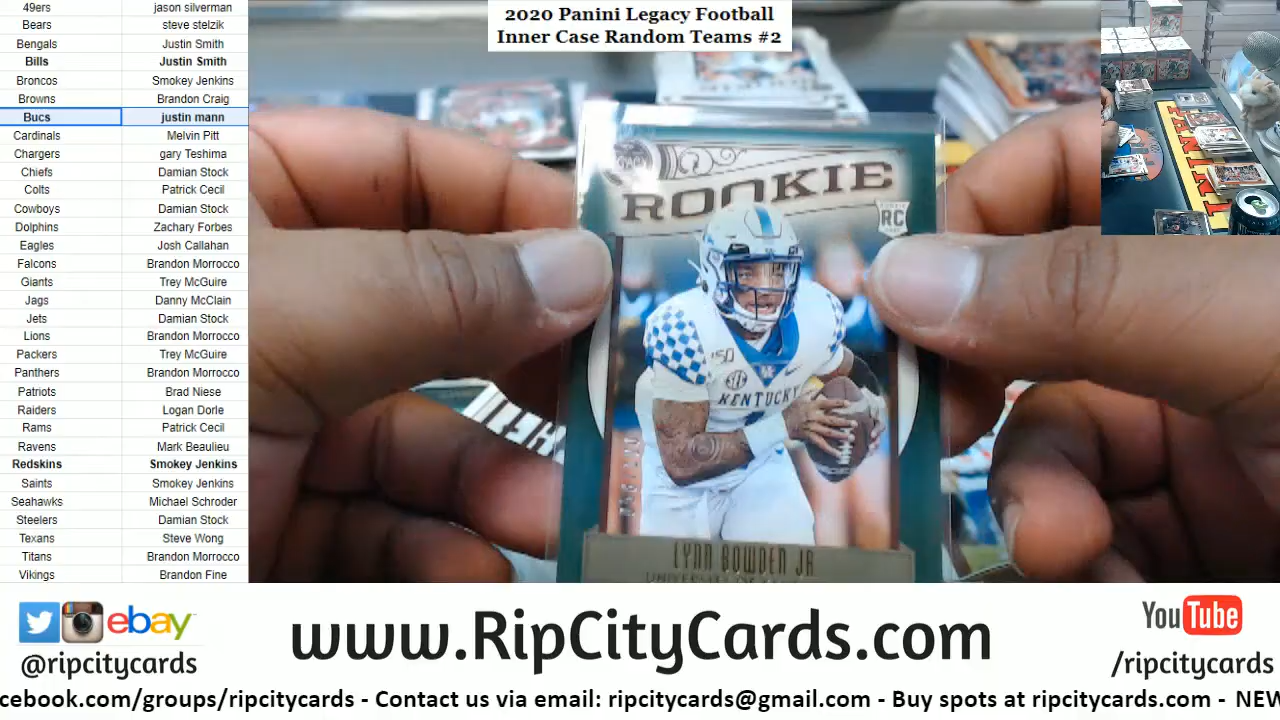 2020 Panini Legacy Football
Inner Case Random Teams #2
49ers jason silverman
Bears steve stelzik
Bengals Justin Smith
Bills Justin Smith
Broncos Smokey Jenkins
Browns Brandon Craig
Bucs justin mann
Cardinals Melvin Pitt
Chargers gary Teshima
Chiefs Damian Stock
Colts Patrick Cecil
Cowboys Damian Stock
Dolphins Zachary Forbes
Eagles Josh Callahan
Falcons Brandon Morrocco
Giants Trey McGuire
Jags Danny McClain
Jets Damian Stock
Lions Brandon Morrocco
Packers Trey McGuire
Panthers Brandon Morrocco
Patriots Brad Niese
Raiders Logan Dorle
Rams Patrick Cecil
Ravens Mark Beaulieu
Redskins Smokey Jenkins
Saints Smokey Jenkins
Seahawks Michael Schroder
Steelers Damian Stock
Texans Steve Wong
Titans Brandon Morrocco
Vikings Brandon Fine
ROOKIE
RC
150
SEC
KENTUCKY
LYNN BOWDEN JR
UNIVERSITY OF
PANINI
ebay
@ripcitycards
www.RipCityCards.com
YouTube
/ripcitycards
cebook.com/groups/ripcitycards - Contact us via email: ripcitycards@gmail.com - Buy spots at ripcitycards.com - NEW